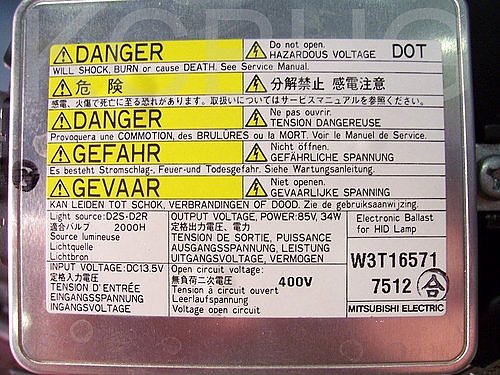 DANGER
Do not open.
HAZARDOUS VOLTAGE
DOT
WILL SHOCK, BURN or cause DEATH. See Service Manual.
危 険
分解禁止 感電注意
感電、火傷で死亡に至る恐れがあります。取扱いについてはサービスマニュアルを参照ください。
DANGER
Ne pas ouvrir.
TENSION DANGEREUSE
Provoquera une COMMOTION, des BRULÛRES ou la MORT. Voir le Manuel de Service.
GEFAHR
Nicht öffnen.
GEFÄHRLICHE SPANNUNG
Es besteht Stromschlag-, Feuer-und Todesgefahr. Siehe Wartungsanleitung.
GEVAAR
Niet openen.
GEVAARLIJKE SPANNING
KAN LEIDEN TOT SCHOK, VERBRANDINGEN OF DOOD. Zie de gebruiksaanwijzing.
Light source:D2S-D2R
適合バルブ 2000H
Source lumineuse
Lichtquelle
Lichtbron
OUTPUT VOLTAGE, POWER:85V, 34W
定格出力電圧、電力
TENSION DE SORTIE, PUISSANCE
AUSGANGSSPANNUNG, LEISTUNG
UITGANGSVOLTAGE, VERMOGEN
INPUT VOLTAGE:DC13.5V
定格入力電圧
TENSION D'ENTRÉE
EINGANGSSPANNUNG
INGANGSVOLTAGE
Open circuit voltage:
無負荷二次電圧 400V
Tension à circuit ouvert
Leerlaufspannung
Voltage open circuit
Electronic Ballast
for HID Lamp
W3T16571
7512 合
MITSUBISHI ELECTRIC